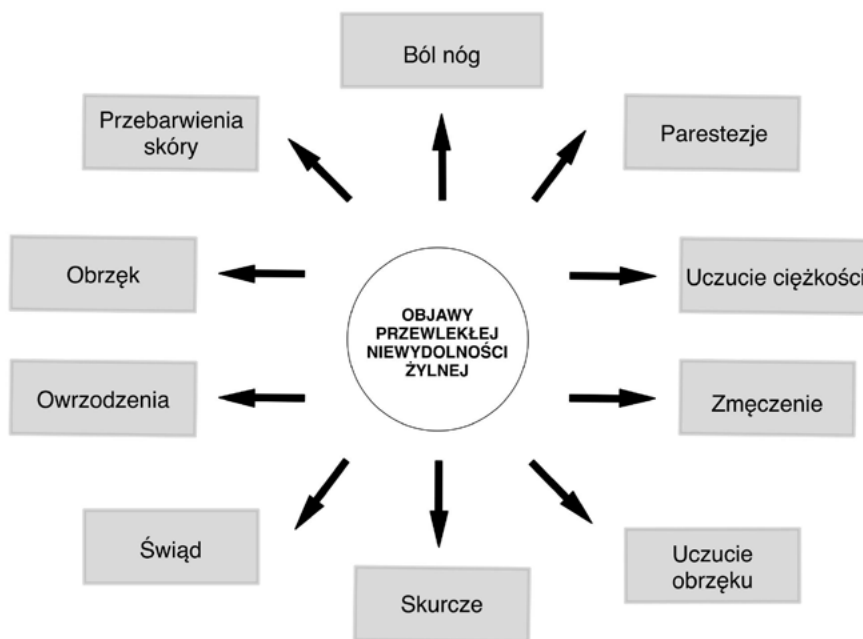 Ból nóg
Przebarwienia
skóry
Parestezje
Obrzęk
Uczucie ciężkości
OBJAWY
PRZEWLEKŁEJ
NIEWYDOLNOŚCI
ŻYLNEJ
Owrzodzenia
Zmęczenie
Świąd
Skurcze
Uczucie
obrzęku